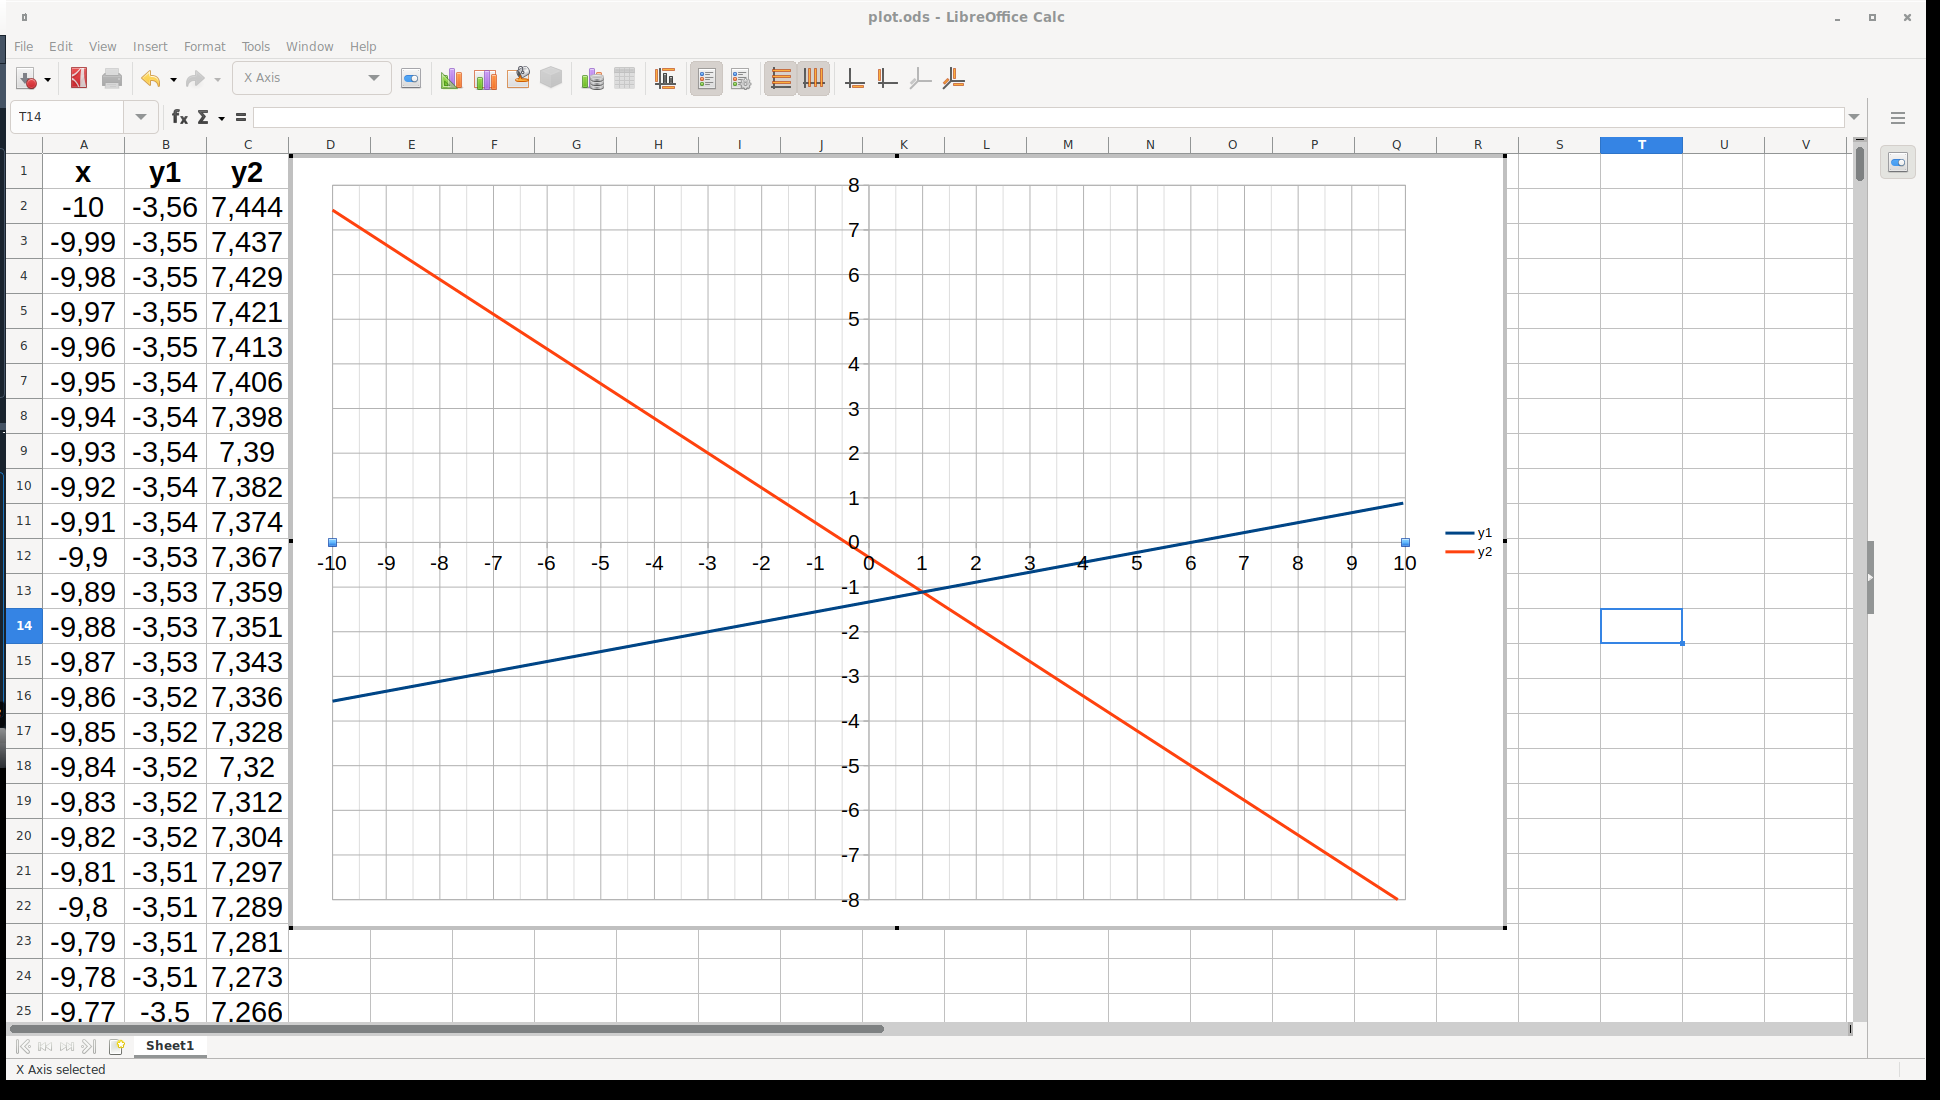 plot.ods - LibreOffice Calc
File Edit View Insert Format Tools Window Help
X Axis
T14
fx Σ =
A B C D E F G H I J K L M N O P Q R S T U V
1 x y1 y2
2 -10 -3,56 7,444
3 -9,99 -3,55 7,437
4 -9,98 -3,55 7,429
5 -9,97 -3,55 7,421
6 -9,96 -3,55 7,413
7 -9,95 -3,54 7,406
8 -9,94 -3,54 7,398
9 -9,93 -3,54 7,39
10 -9,92 -3,54 7,382
11 -9,91 -3,54 7,374
12 -9,9 -3,53 7,367
13 -9,89 -3,53 7,359
14 -9,88 -3,53 7,351
15 -9,87 -3,53 7,343
16 -9,86 -3,52 7,336
17 -9,85 -3,52 7,328
18 -9,84 -3,52 7,32
19 -9,83 -3,52 7,312
20 -9,82 -3,52 7,304
21 -9,81 -3,51 7,297
22 -9,8 -3,51 7,289
23 -9,79 -3,51 7,281
24 -9,78 -3,51 7,273
25 -9,77 -3,5 7,266
8
7
6
5
4
3
2
1
0
-10 -9 -8 -7 -6 -5 -4 -3 -2 -1 0 1 2 3 4 5 6 7 8 9 10
-1
-2
-3
-4
-5
-6
-7
-8
y1
y2
Sheet1
X Axis selected